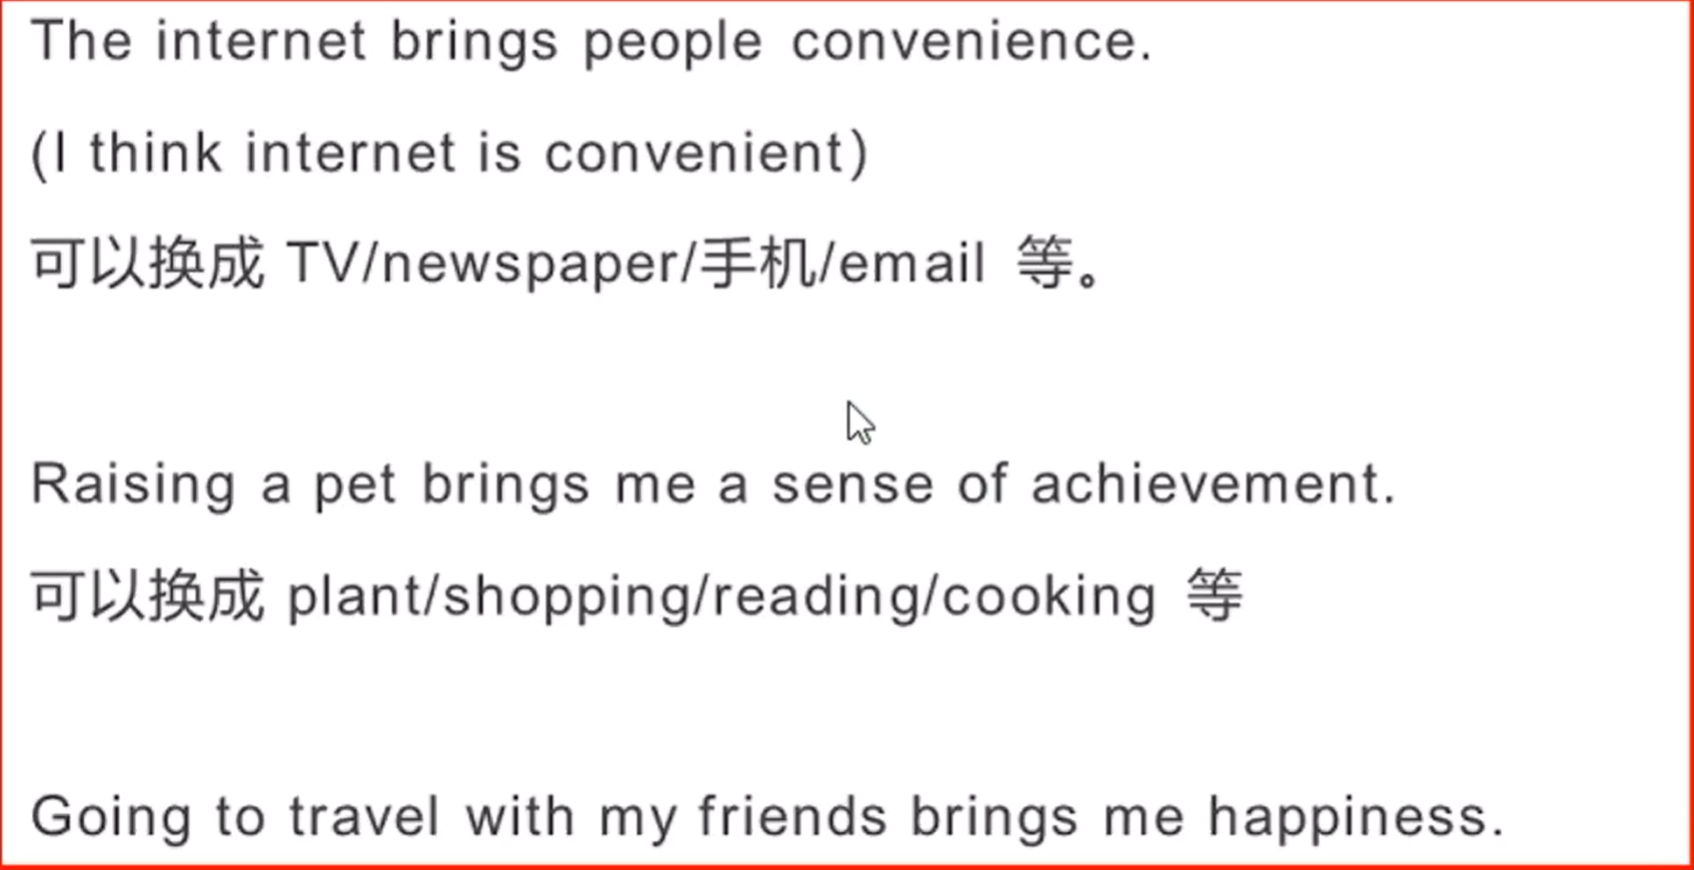 The internet brings people convenience.
(I think internet is convenient)
可以换成 TV/newspaper/手机/email 等。
Raising a pet brings me a sense of achievement.
可以换成 plant/shopping/reading/cooking 等
Going to travel with my friends brings me happiness.